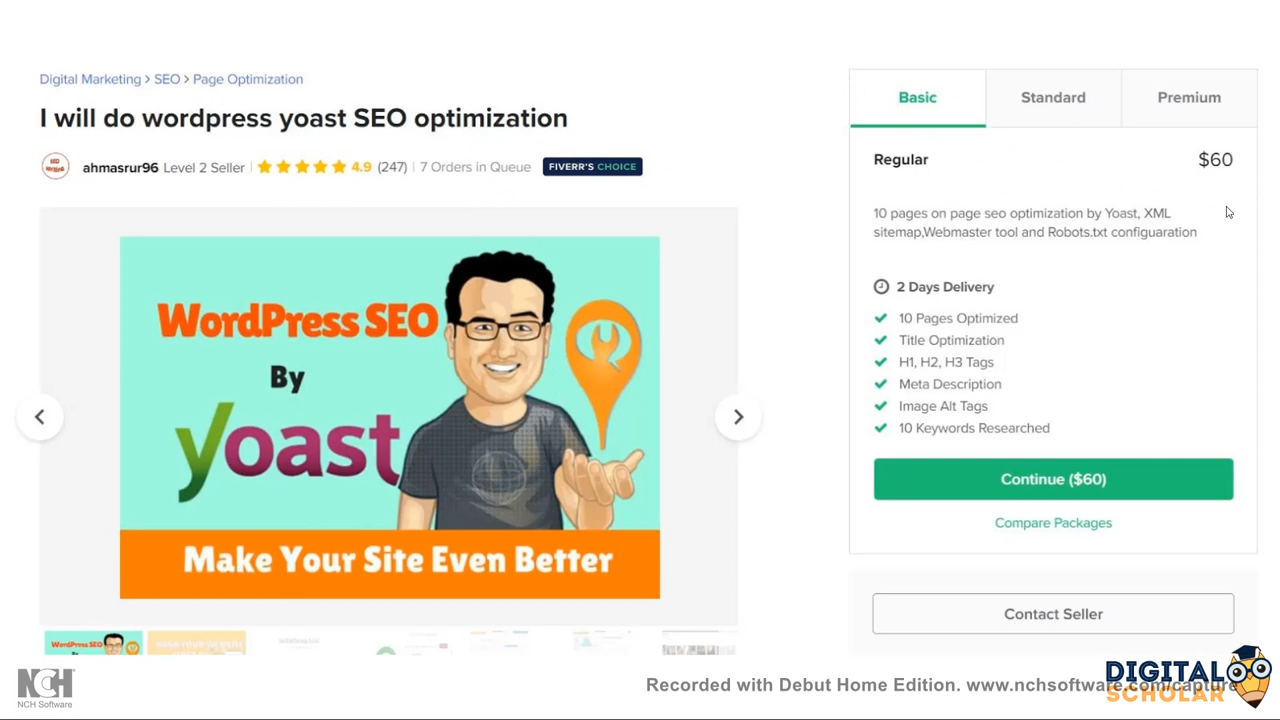 Digital Marketing > SEO > Page Optimization
I will do wordpress yoast SEO optimization
ahmasrur96 Level 2 Seller 4.9 (247) | 7 Orders in Queue FIVERR'S CHOICE
WordPress SEO
By
yoast
Make Your Site Even Better
WordPress SEO
Basic Standard Premium
Regular $60
10 pages on page seo optimization by Yoast, XML
sitemap,Webmaster tool and Robots.txt configuaration
2 Days Delivery
10 Pages Optimized
Title Optimization
H1, H2, H3 Tags
Meta Description
Image Alt Tags
10 Keywords Researched
Continue ($60)
Compare Packages
Contact Seller
NCH
NCH Software
Recorded with Debut Home Edition. www.nchsoftware.com/capture
DIGITAL
SCHOLAR